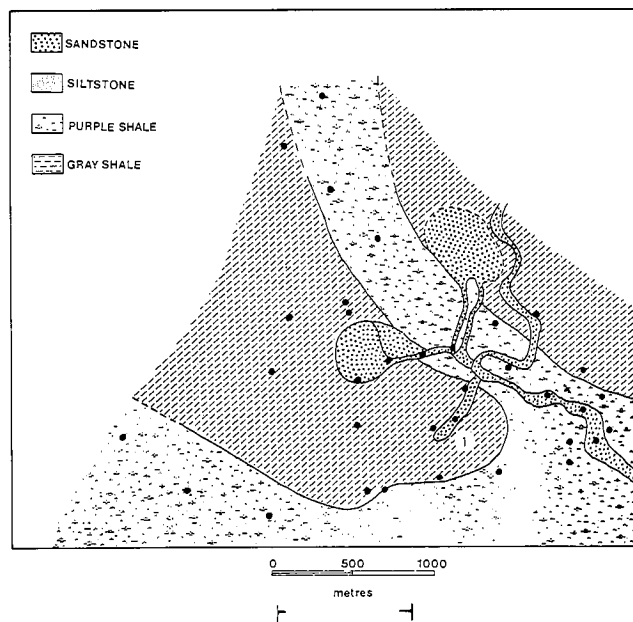 SANDSTONE
SILTSTONE
PURPLE SHALE
GRAY SHALE
1
0 500 1000
metres